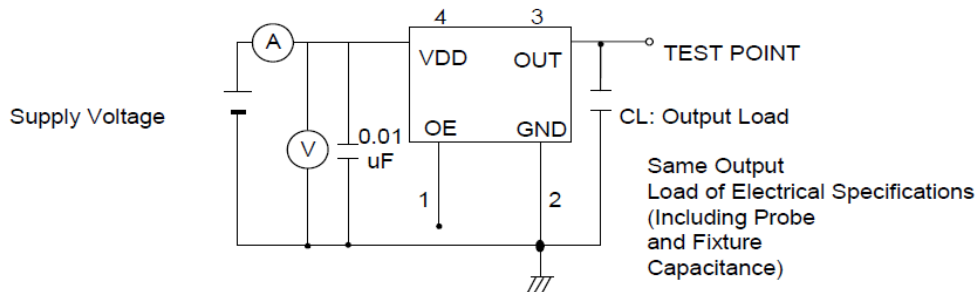 A
4
3
VDD
OUT
TEST POINT
Supply Voltage
V
0.01
uF
OE
GND
CL: Output Load
1
2
Same Output
Load of Electrical Specifications
(Including Probe
and Fixture
Capacitance)